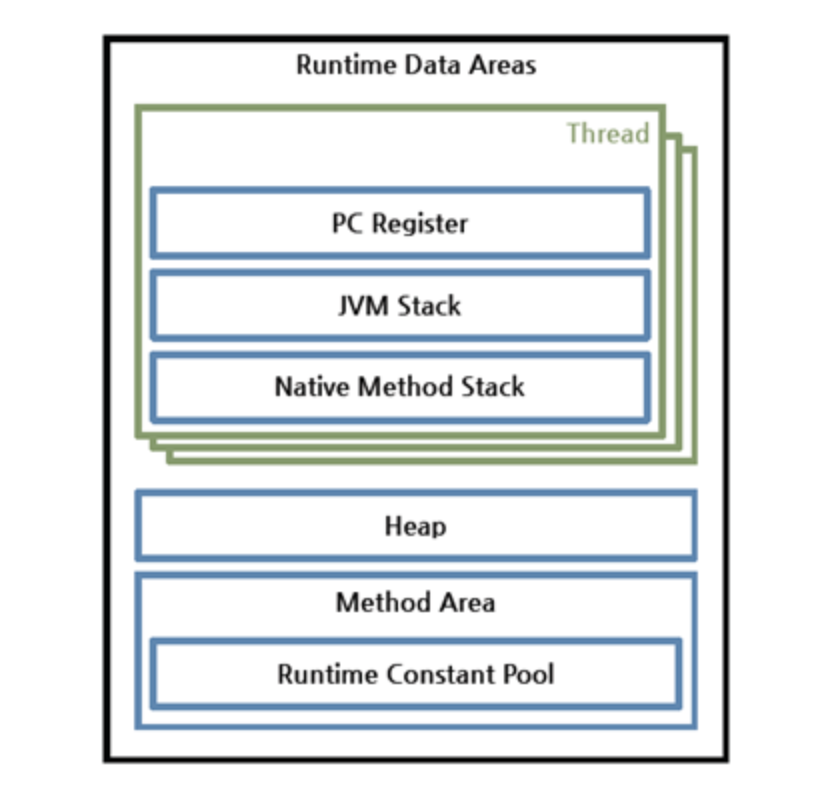 Runtime Data Areas
Thread
PC Register
JVM Stack
Native Method Stack
Heap
Method Area
Runtime Constant Pool